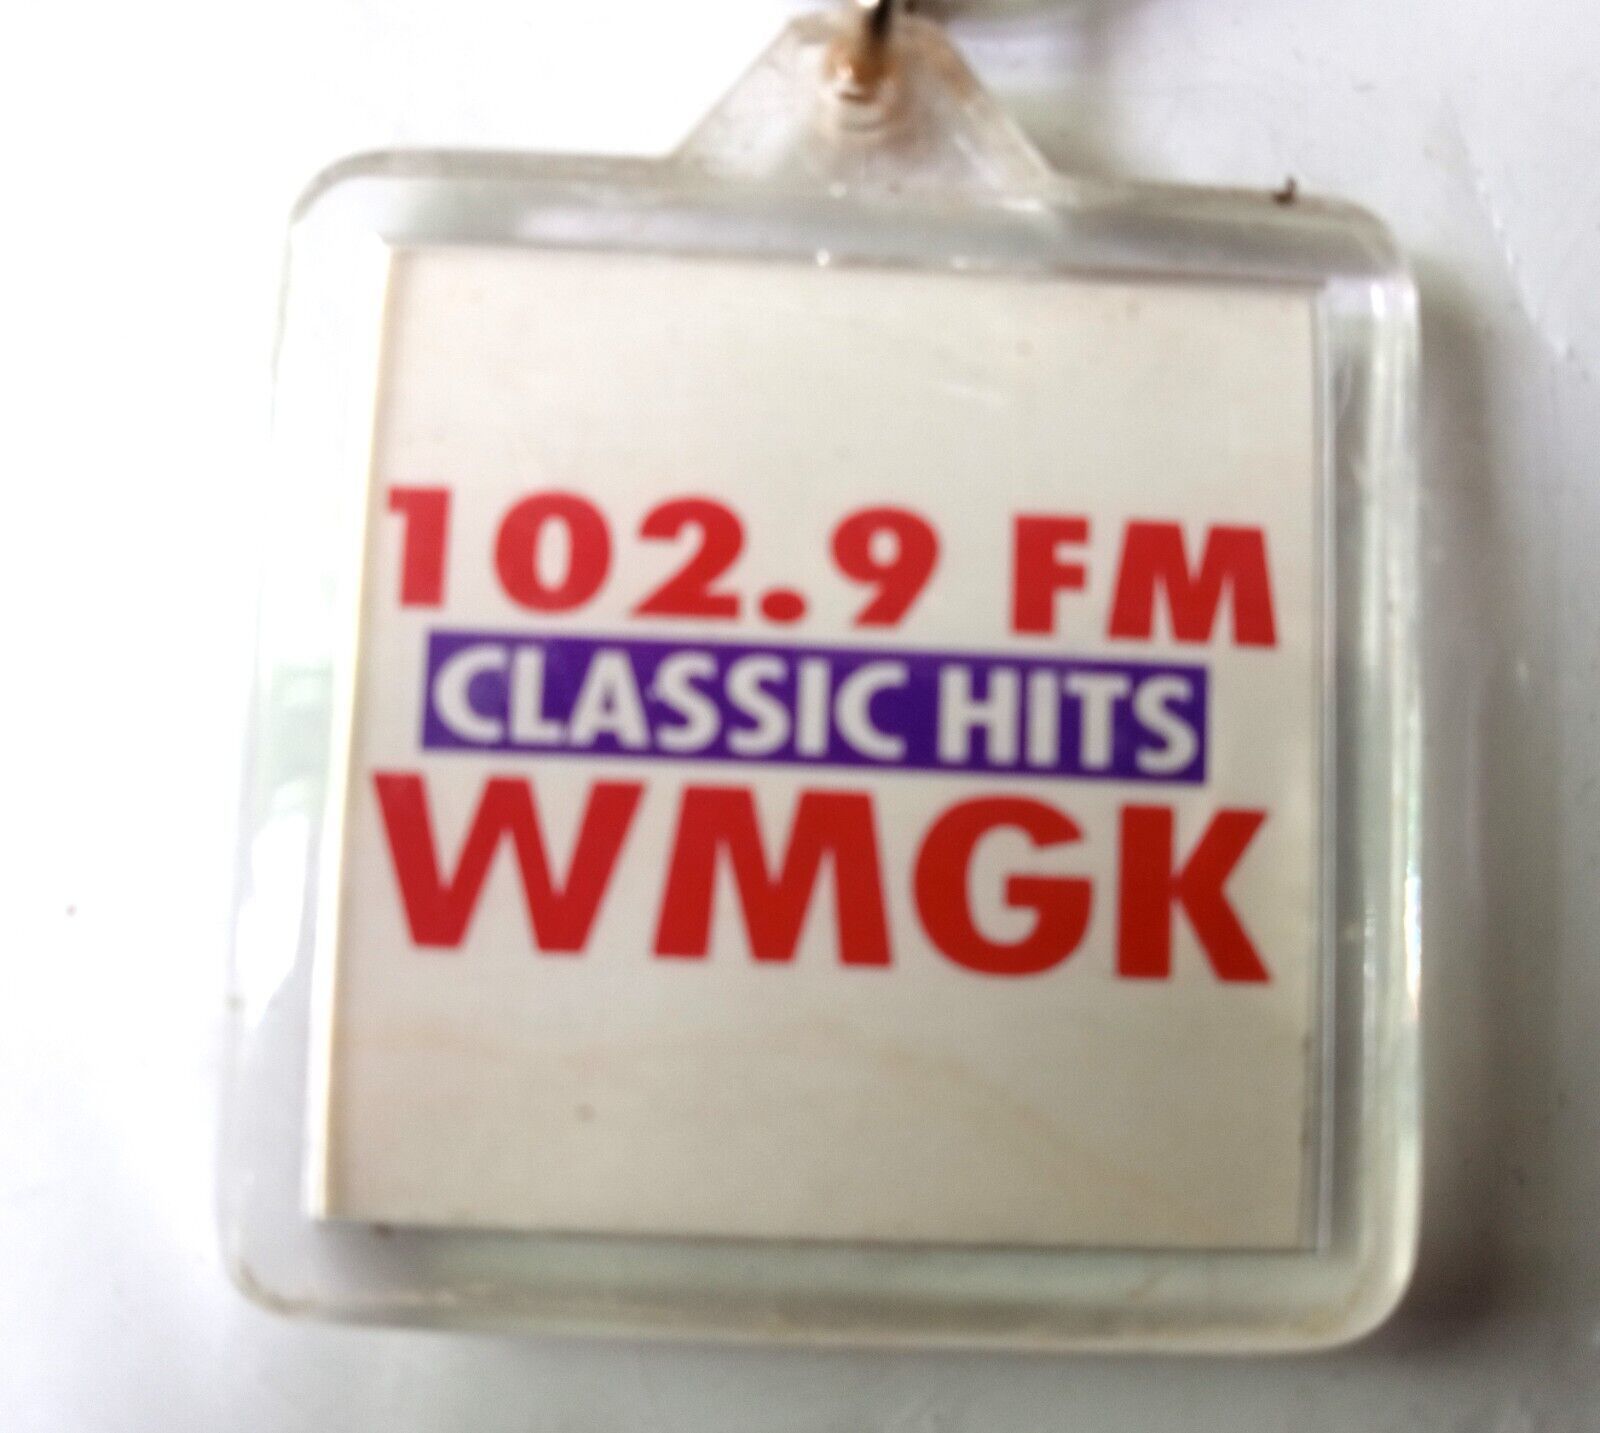 102.9 FM
CLASSIC HITS
WMGK